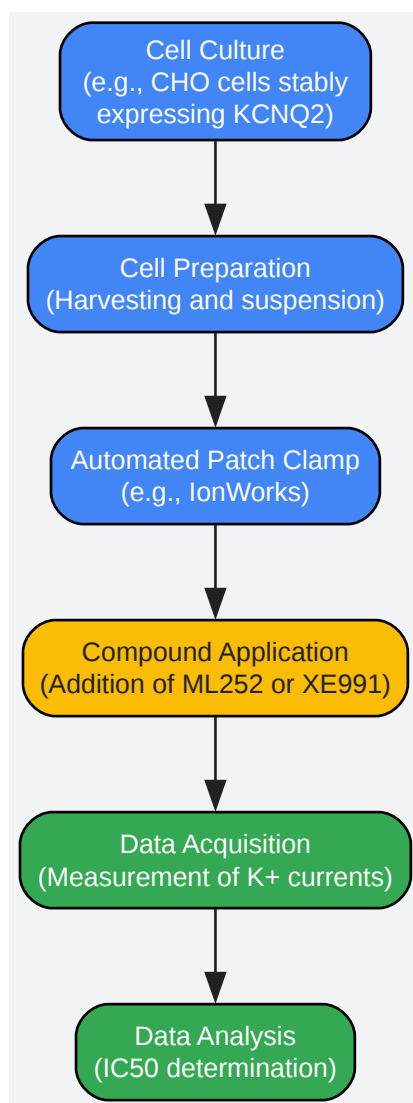 Cell Culture
(e.g., CHO cells stably
expressing KCNQ2)
Cell Preparation
(Harvesting and suspension)
Automated Patch Clamp
(e.g., IonWorks)
Compound Application
(Addition of ML252 or XE991)
Data Acquisition
(Measurement of K+ currents)
Data Analysis
(IC50 determination)